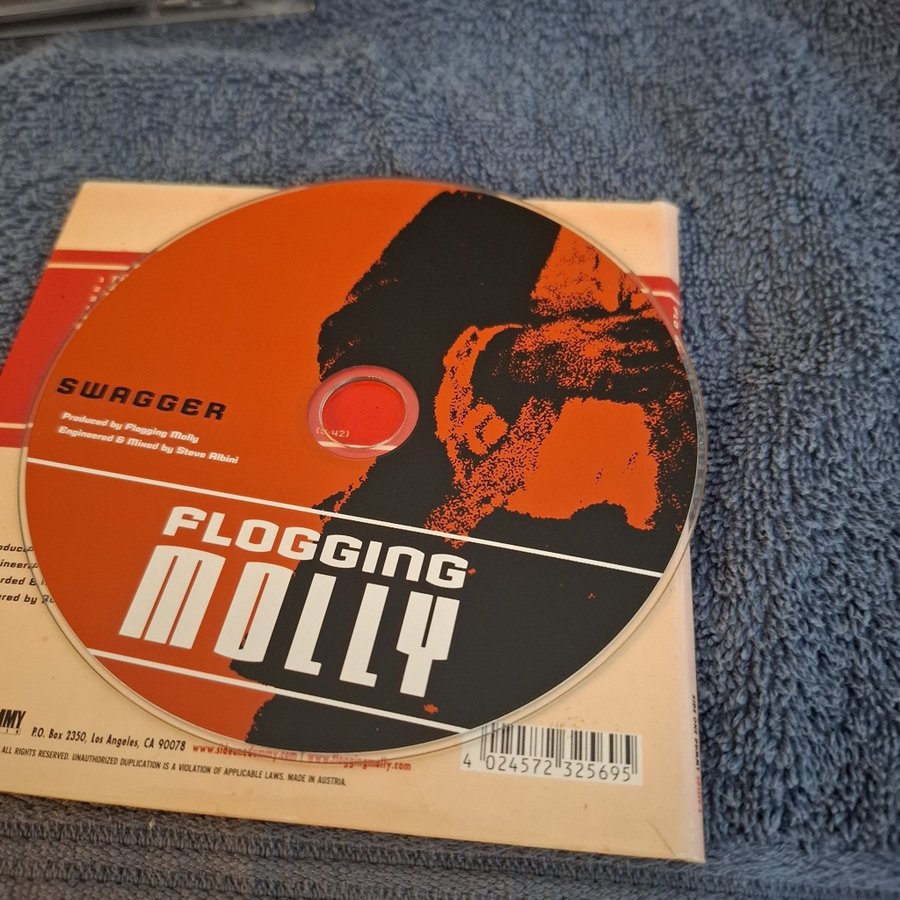 SWAGGER
Produced by Flogging Molly
Engineered & Mixed by Steve Albini
FLOGGING
MOLLY
P.O. Box 2350, Los Angeles, CA 90078 www.sideonedummy.com | www.floggingmolly.com
ALL RIGHTS RESERVED. UNAUTHORIZED DUPLICATION IS A VIOLATION OF APPLICABLE LAWS. MADE IN AUSTRIA.
4 024572 325695